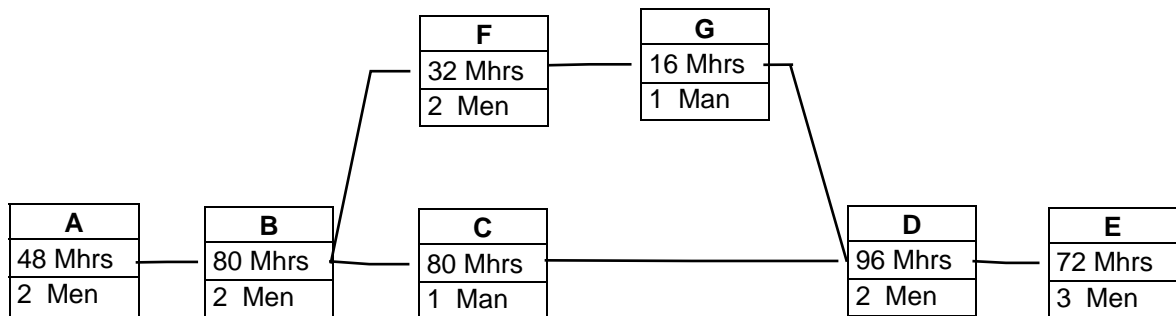 F
32 Mhrs
2 Men
G
16 Mhrs
1 Man
A
48 Mhrs
2 Men
B
80 Mhrs
2 Men
C
80 Mhrs
1 Man
D
96 Mhrs
2 Men
E
72 Mhrs
3 Men